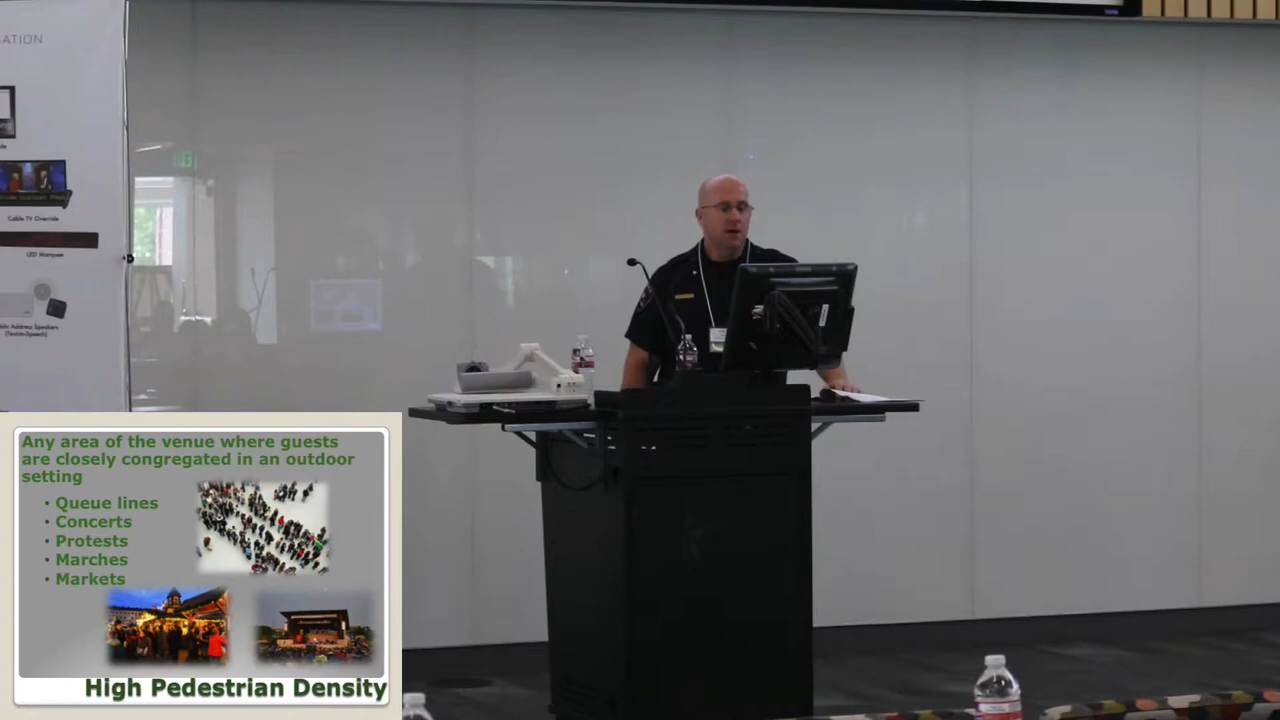 Cable TV Override
LED Marquee
Any area of the venue where guests
are closely congregated in an outdoor
setting
• Queue lines
• Concerts
• Protests
• Marches
• Markets
High Pedestrian Density